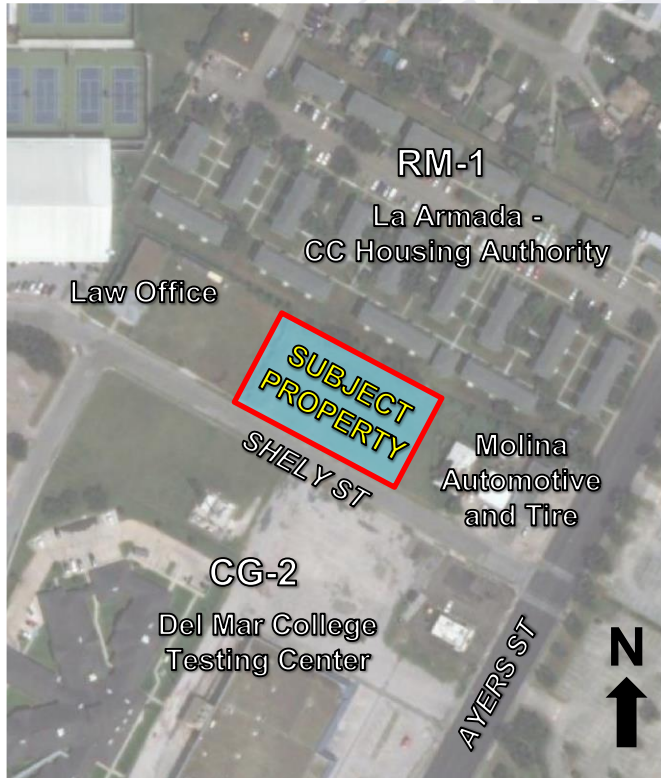 RM-1
La Armada -
CC Housing Authority
Law Office
SUBJECT
PROPERTY
SHELY ST
Molina
Automotive
and Tire
CG-2
Del Mar College
Testing Center
AYERS ST
N